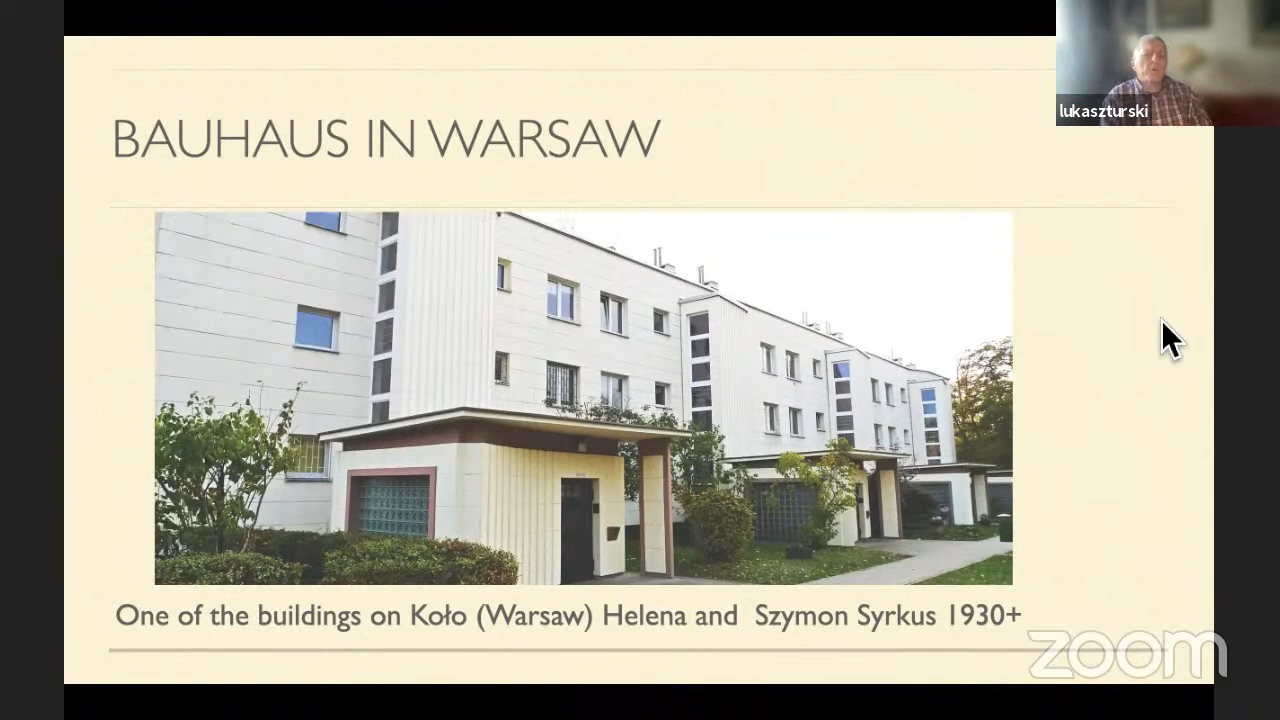 lukaszturski
BAUHAUS IN WARSAW
One of the buildings on Koło (Warsaw) Helena and Szymon Syrkus 1930+
zoom